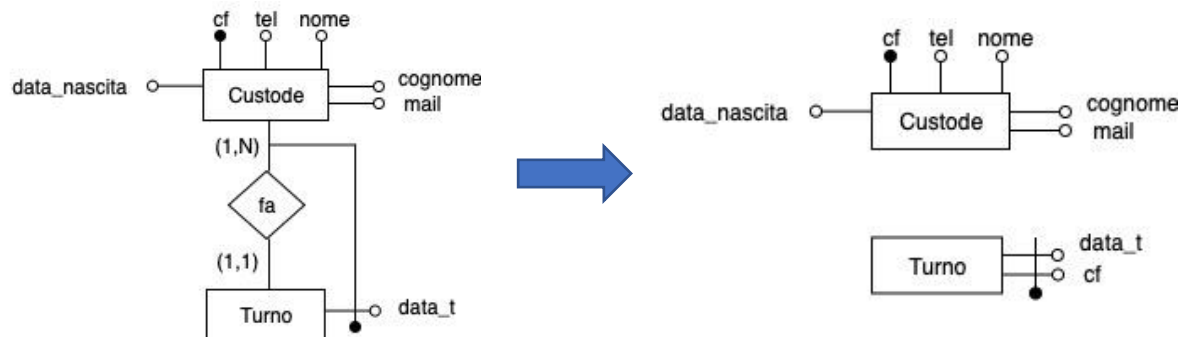 cf tel nome
data_nascita
cognome
mail
Custode
(1,N)
fa
(1,1)
Turno
data_t
cf tel nome
data_nascita
cognome
mail
Custode
Turno
data_t
cf